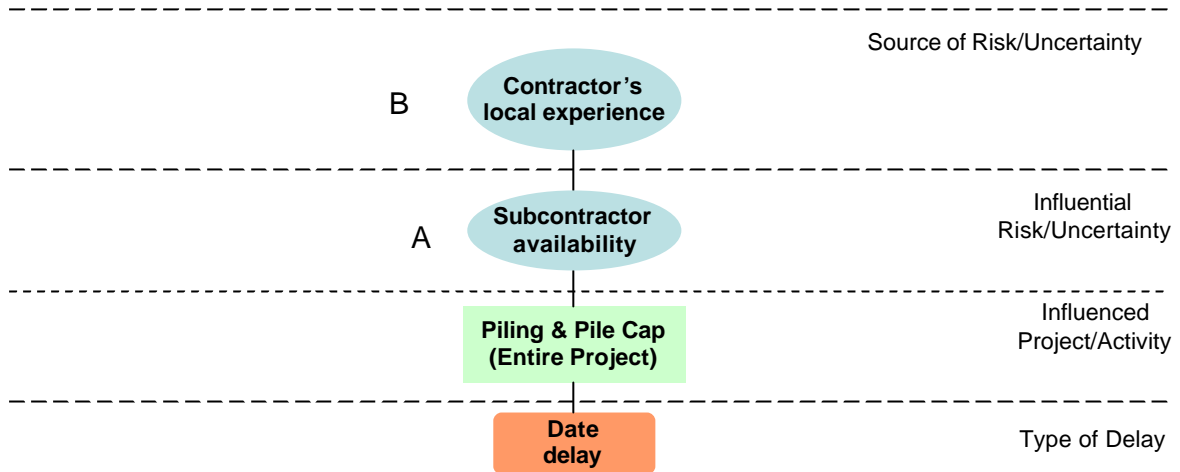 Source of Risk/Uncertainty
Contractor's
local experience
B
Influential
Risk/Uncertainty
Subcontractor
availability
A
Influenced
Project/Activity
Piling & Pile Cap
(Entire Project)
Date
delay
Type of Delay